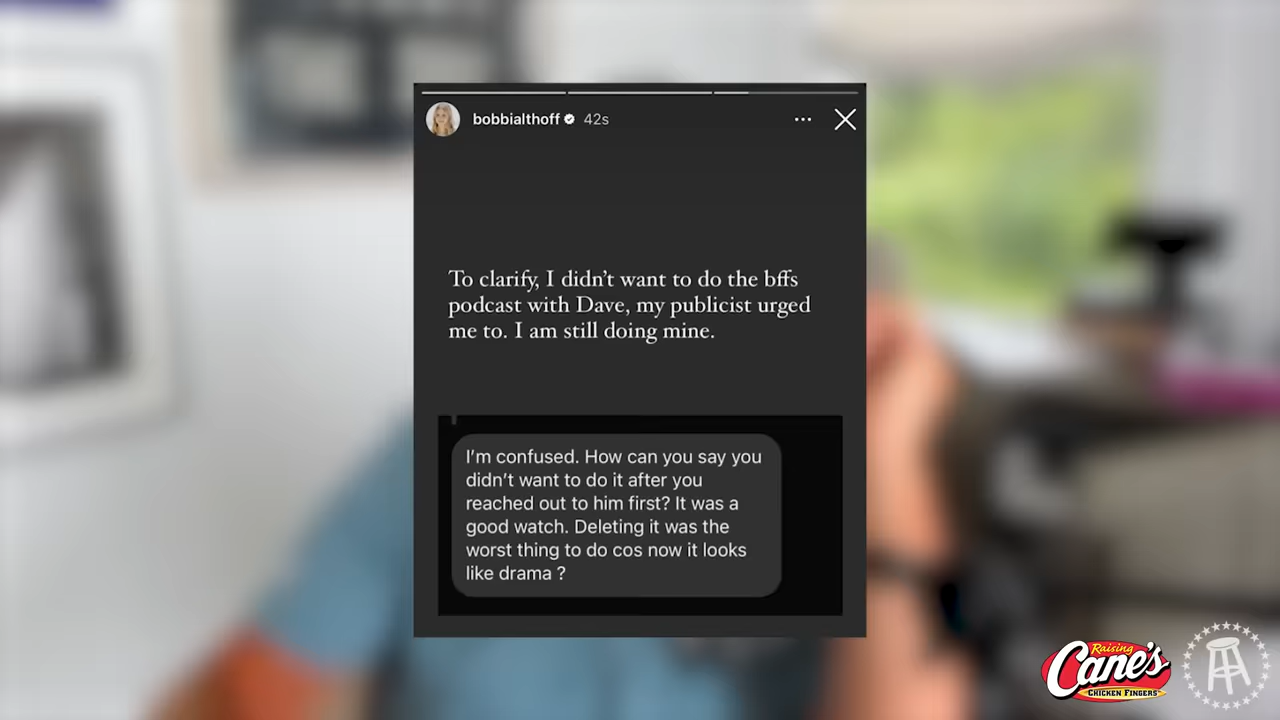 bobbialthoff 42s
To clarify, I didn't want to do the bffs
podcast with Dave, my publicist urged
me to. I am still doing mine.
I'm confused. How can you say you
didn't want to do it after you
reached out to him first? It was a
good watch. Deleting it was the
worst thing to do cos now it looks
like drama ?
Raising
Cane's
CHICKEN FINGERS